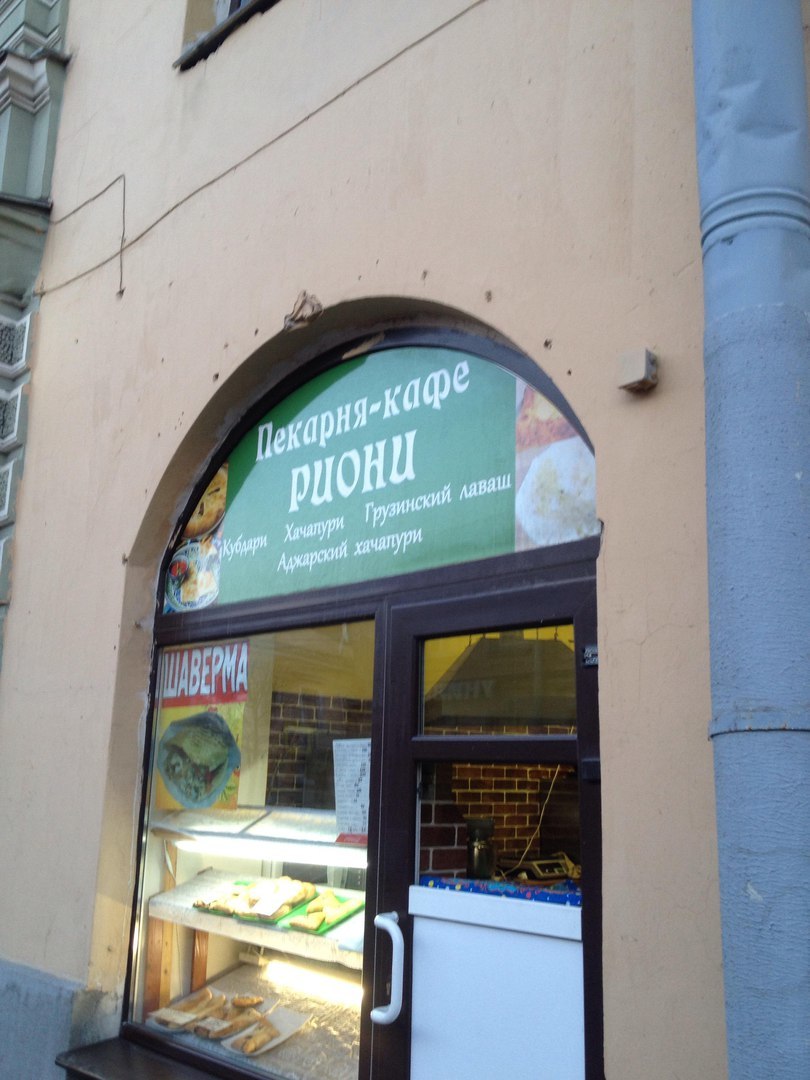 Пекарня-кафе
РИОНИ
Кубдари Хачапури Грузинский лаваш
Аджарский хачапури
ШАВЕРМА